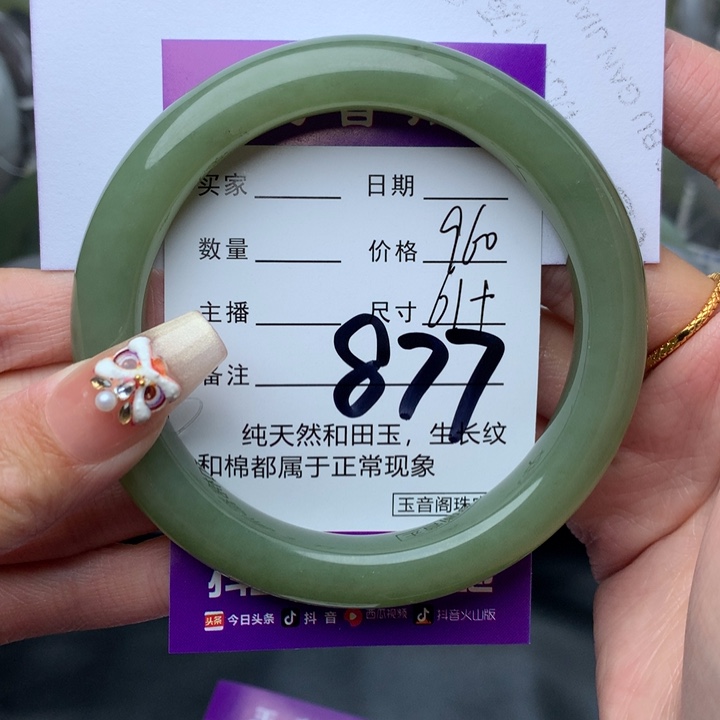 买家 日期
数量 价格 960
主播 尺寸 61+
备注 877
纯天然和田玉，生长纹
和棉都属于正常现象
玉音阁珠
头条 今日头条 抖音 西瓜视频 抖音火山版